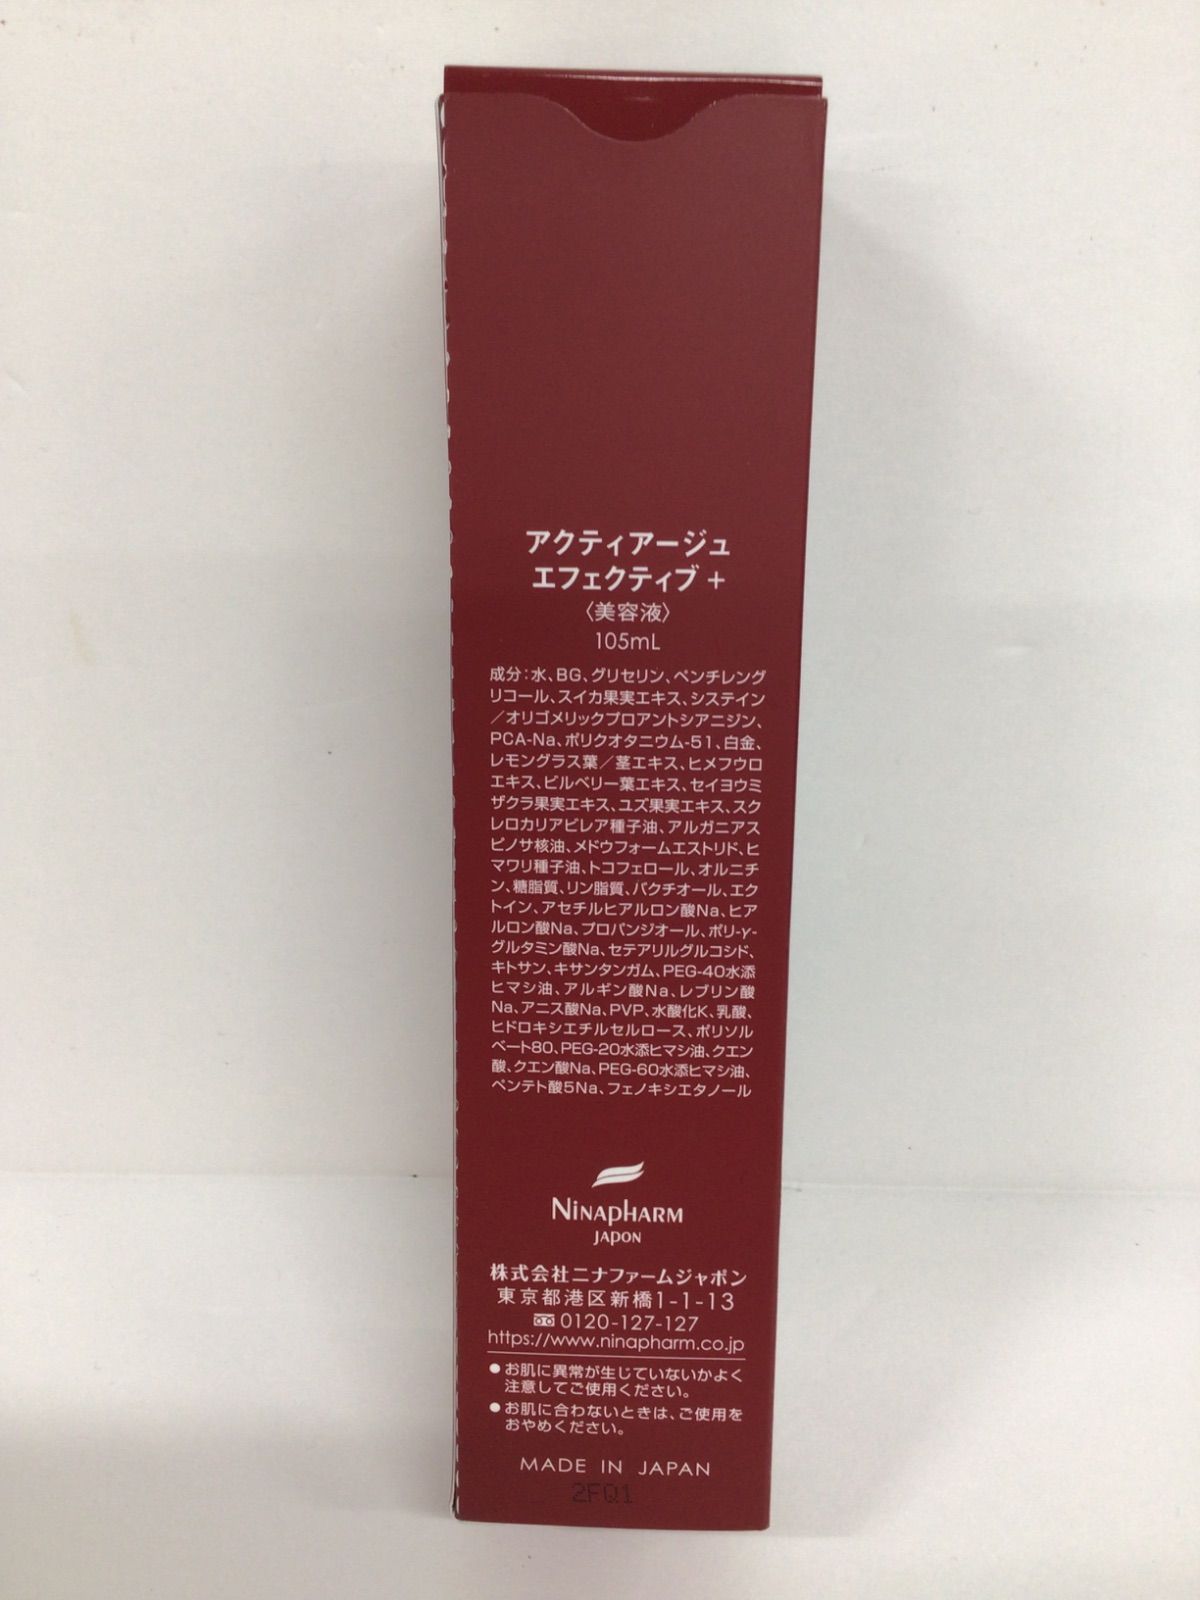 アクティアージュ
エフェクティブ +
〈美容液〉
105mL
成分：水、BG、グリセリン、ペンチレング
リコール、スイカ果実エキス、システイン
／オリゴメリックプロアントシアニジン、
PCA-Na、ポリクオタニウム-51、白金、
レモングラス葉／茎エキス、ヒメフウロ
エキス、ビルベリー葉エキス、セイヨウミ
ザクラ果実エキス、ユズ果実エキス、スク
レロカリアビレア種子油、アルガニアス
ピノサ核油、メドウフォームエストリド、ヒ
マワリ種子油、トコフェロール、オルニチ
ン、糖脂質、リン脂質、バクチオール、エク
トイン、アセチルヒアルロン酸Na、ヒア
ルロン酸Na、プロパンジオール、ポリ-γ-
グルタミン酸Na、セテアリルグルコシド、
キトサン、キサンタンガム、PEG-40水添
ヒマシ油、アルギン酸Na、レブリン酸
Na、アニス酸Na、PVP、水酸化K、乳酸、
ヒドロキシエチルセルロース、ポリソル
ベート80、PEG-20水添ヒマシ油、クエン
酸、クエン酸Na、PEG-60水添ヒマシ油、
ペンテト酸5Na、フェノキシエタノール
NINAPHARM
JAPON
株式会社ニナファームジャポン
東京都港区新橋1-1-13
0120-127-127
https://www.ninapharm.co.jp
●お肌に異常が生じていないかよく
注意してご使用ください。
●お肌に合わないときは、ご使用を
おやめください。
MADE IN JAPAN
2FQ1